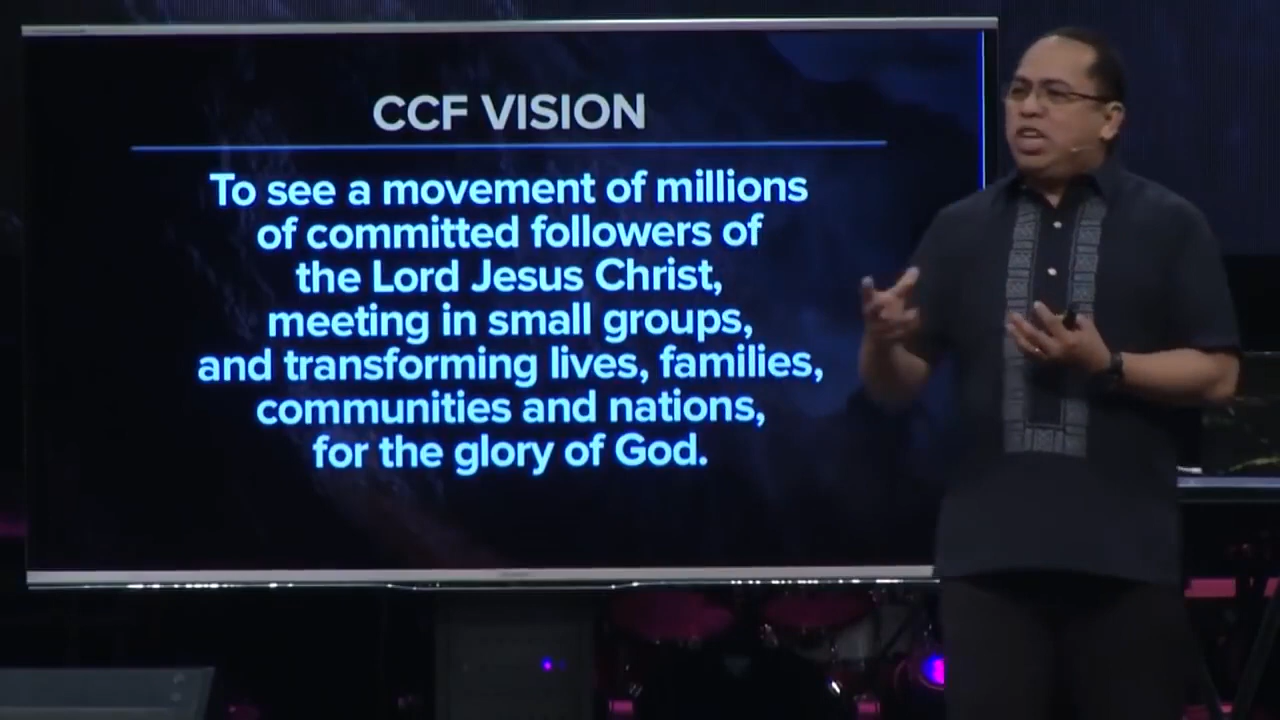 CCF VISION
To see a movement of millions
of committed followers of
the Lord Jesus Christ,
meeting in small groups,
and transforming lives, families,
communities and nations,
for the glory of God.